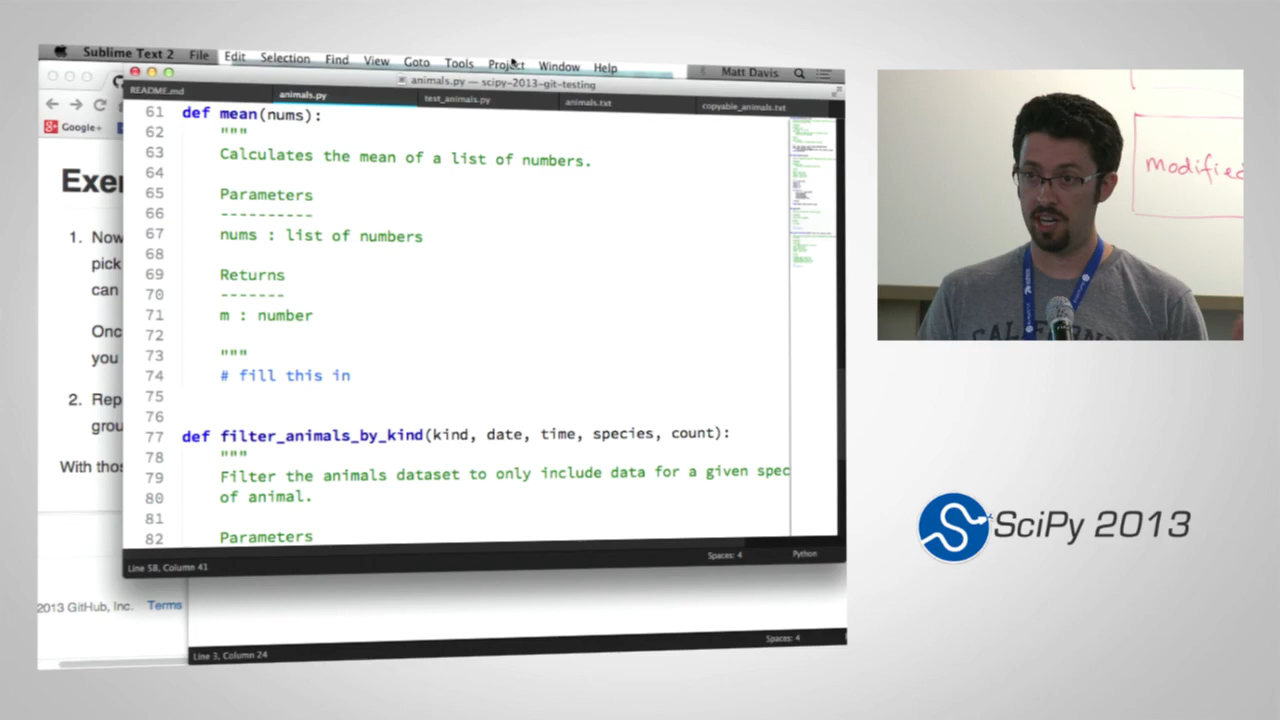 Sublime Text 2 File Edit Selection Find View Goto Tools Project Window Help Matt Davis
animals.py — scipy-2013-git-testing
README.md animals.py test_animals.py animals.txt copyable_animals.txt
61 def mean(nums):
62 """
63 Calculates the mean of a list of numbers.
64
65 Parameters
66 ----------
67 nums : list of numbers
68
69 Returns
70 -------
71 m : number
72
73 """
74 # fill this in
75
76
77 def filter_animals_by_kind(kind, date, time, species, count):
78 """
79 Filter the animals dataset to only include data for a given spec
80 of animal.
81
82 Parameters
Line 58, Column 41 Spaces: 4 Python
Google+
Exer
1. Now
pick
can
Onc
you
2. Rep
grou
With thos
2013 GitHub, Inc. Terms
Spaces: 4
Line 3, Column 24
modified
CALIFORNIA
SciPy 2013